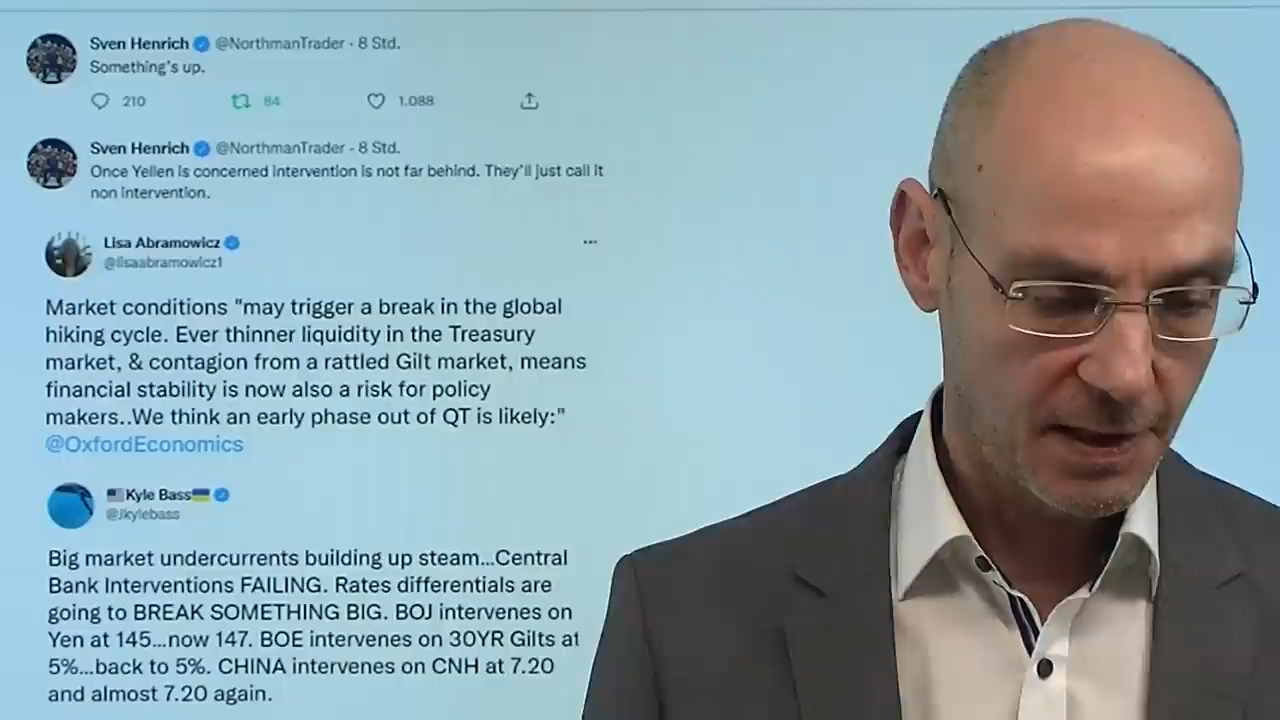 Sven Henrich @NorthmanTrader · 8 Std.
Something's up.
210 84 1.088
Sven Henrich @NorthmanTrader · 8 Std.
Once Yellen is concerned intervention is not far behind. They'll just call it
non intervention.
Lisa Abramowicz
@lisaabramowicz1
Market conditions "may trigger a break in the global
hiking cycle. Ever thinner liquidity in the Treasury
market, & contagion from a rattled Gilt market, means
financial stability is now also a risk for policy
makers..We think an early phase out of QT is likely:"
@OxfordEconomics
Kyle Bass
@Jkylebass
Big market undercurrents building up steam...Central
Bank Interventions FAILING. Rates differentials are
going to BREAK SOMETHING BIG. BOJ intervenes on
Yen at 145...now 147. BOE intervenes on 30YR Gilts at
5%...back to 5%. CHINA intervenes on CNH at 7.20
and almost 7.20 again.